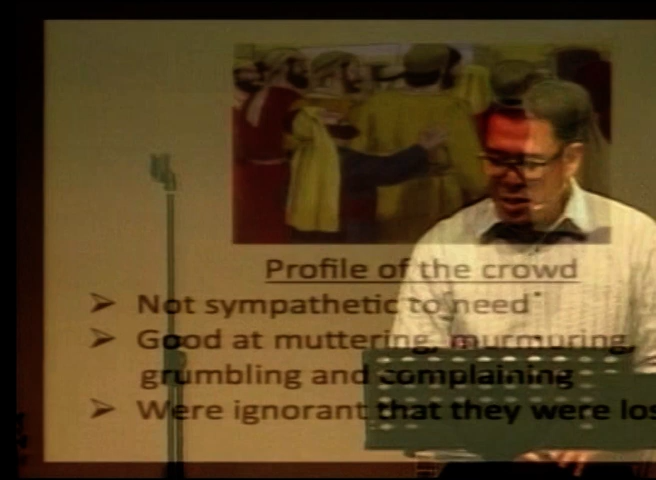 Profile of the crowd
➢ Not sympathetic to need
➢ Good at muttering, murmuring,
grumbling and complaining
➢ Were ignorant that they were